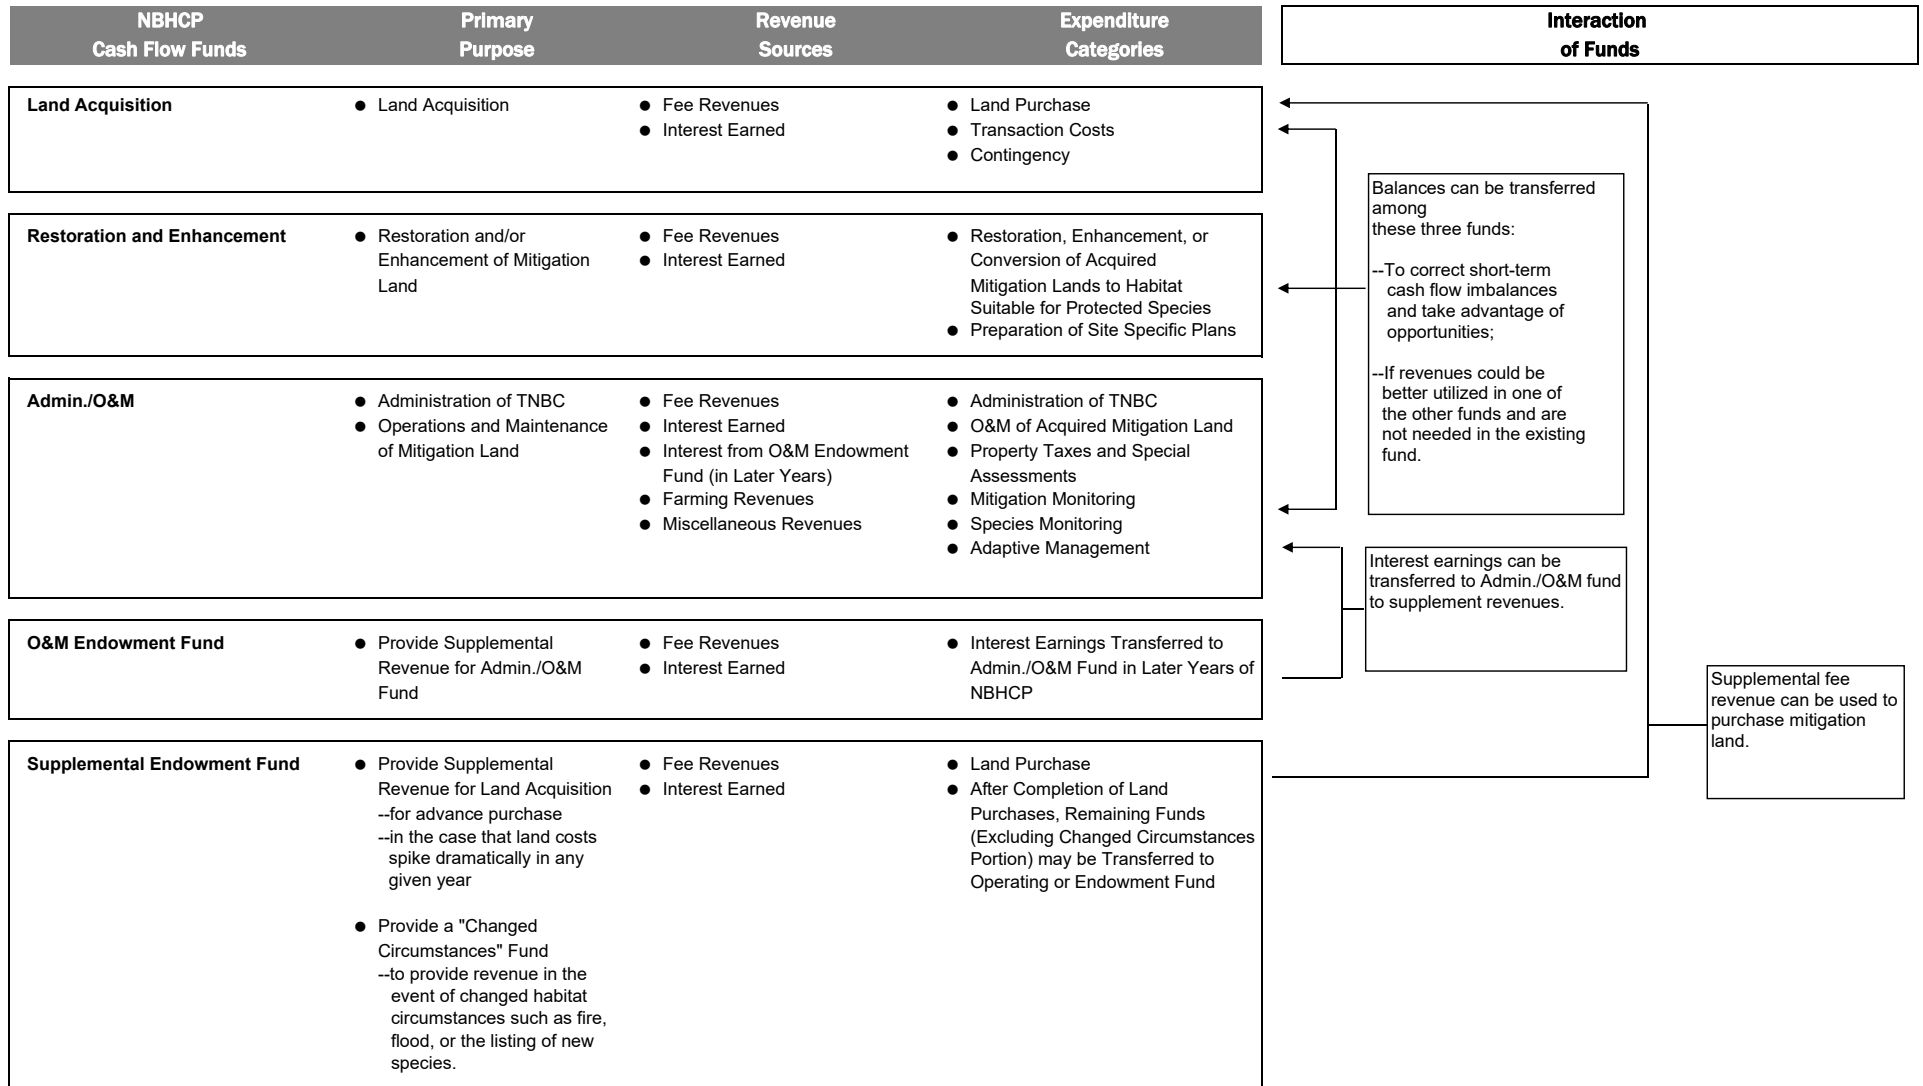 NBHCP
Cash Flow Funds
Primary
Purpose
Revenue
Sources
Expenditure
Categories
Interaction
of Funds
Land Acquisition
● Land Acquisition
● Fee Revenues
● Interest Earned
● Land Purchase
● Transaction Costs
● Contingency
Restoration and Enhancement
● Restoration and/or
Enhancement of Mitigation
Land
● Fee Revenues
● Interest Earned
● Restoration, Enhancement, or
Conversion of Acquired
Mitigation Lands to Habitat
Suitable for Protected Species
● Preparation of Site Specific Plans
Balances can be transferred
among
these three funds:
--To correct short-term
cash flow imbalances
and take advantage of
opportunities;
--If revenues could be
better utilized in one of
the other funds and are
not needed in the existing
fund.
Admin./O&M
● Administration of TNBC
● Operations and Maintenance
of Mitigation Land
● Fee Revenues
● Interest Earned
● Interest from O&M Endowment
Fund (in Later Years)
● Farming Revenues
● Miscellaneous Revenues
● Administration of TNBC
● O&M of Acquired Mitigation Land
● Property Taxes and Special
Assessments
● Mitigation Monitoring
● Species Monitoring
● Adaptive Management
Interest earnings can be
transferred to Admin./O&M fund
to supplement revenues.
O&M Endowment Fund
● Provide Supplemental
Revenue for Admin./O&M
Fund
● Fee Revenues
● Interest Earned
● Interest Earnings Transferred to
Admin./O&M Fund in Later Years of
NBHCP
Supplemental fee
revenue can be used to
purchase mitigation
land.
Supplemental Endowment Fund
● Provide Supplemental
Revenue for Land Acquisition
--for advance purchase
--in the case that land costs
spike dramatically in any
given year
● Provide a "Changed
Circumstances" Fund
--to provide revenue in the
event of changed habitat
circumstances such as fire,
flood, or the listing of new
species.
● Fee Revenues
● Interest Earned
● Land Purchase
● After Completion of Land
Purchases, Remaining Funds
(Excluding Changed Circumstances
Portion) may be Transferred to
Operating or Endowment Fund